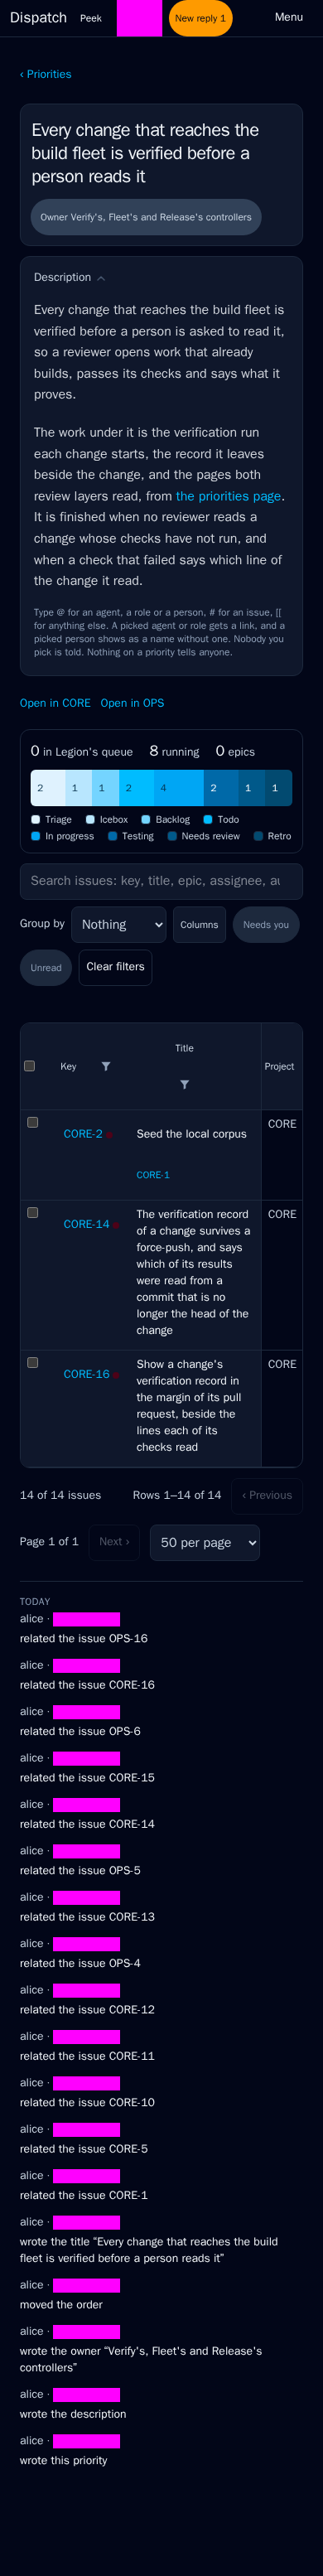 Dispatch Peek New reply 1 Menu
‹ Priorities
Every change that reaches the
build fleet is verified before a
person reads it
Owner Verify's, Fleet's and Release's controllers
Description
Every change that reaches the build fleet is
verified before a person is asked to read it,
so a reviewer opens work that already
builds, passes its checks and says what it
proves.
The work under it is the verification run
each change starts, the record it leaves
beside the change, and the pages both
review layers read, from the priorities page.
It is finished when no reviewer reads a
change whose checks have not run, and
when a check that failed says which line of
the change it read.
Type @ for an agent, a role or a person, # for an issue, [[
for anything else. A picked agent or role gets a link, and a
picked person shows as a name without one. Nobody you
pick is told. Nothing on a priority tells anyone.
Open in CORE Open in OPS
0 in Legion's queue 8 running 0 epics
2 1 1 2 4 2 1 1
Triage Icebox Backlog Todo
In progress Testing Needs review Retro
Search issues: key, title, epic, assignee, au
Group by Nothing Columns Needs you
Unread Clear filters
Key Title Project
CORE-2 Seed the local corpus CORE
CORE-1
CORE-14 The verification record CORE
of a change survives a
force-push, and says
which of its results
were read from a
commit that is no
longer the head of the
change
CORE-16 Show a change's CORE
verification record in
the margin of its pull
request, beside the
lines each of its
checks read
14 of 14 issues Rows 1–14 of 14 ‹ Previous
Page 1 of 1 Next › 50 per page
TODAY
alice ·
related the issue OPS-16
alice ·
related the issue CORE-16
alice ·
related the issue OPS-6
alice ·
related the issue CORE-15
alice ·
related the issue CORE-14
alice ·
related the issue OPS-5
alice ·
related the issue CORE-13
alice ·
related the issue OPS-4
alice ·
related the issue CORE-12
alice ·
related the issue CORE-11
alice ·
related the issue CORE-10
alice ·
related the issue CORE-5
alice ·
related the issue CORE-1
alice ·
wrote the title “Every change that reaches the build
fleet is verified before a person reads it”
alice ·
moved the order
alice ·
wrote the owner “Verify's, Fleet's and Release's
controllers”
alice ·
wrote the description
alice ·
wrote this priority